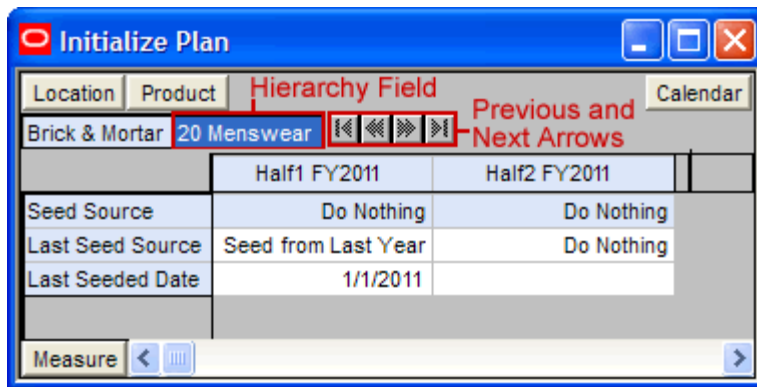 Initialize Plan
Location Product Hierarchy Field Calendar
Previous and
Next Arrows
Brick & Mortar 20 Menswear
Half1 FY2011 Half2 FY2011
Seed Source Do Nothing Do Nothing
Last Seed Source Seed from Last Year Do Nothing
Last Seeded Date 1/1/2011
Measure